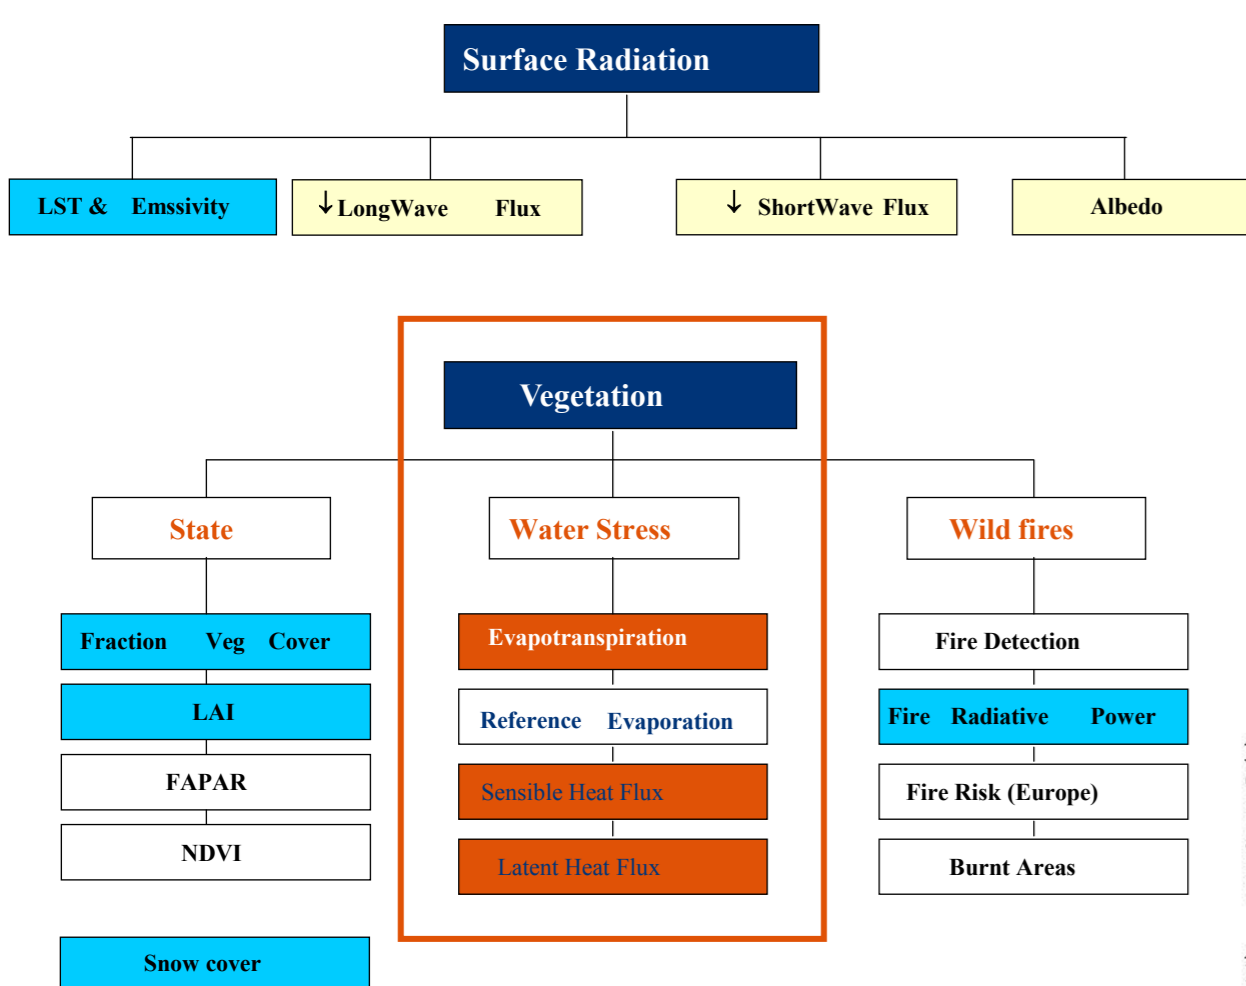 Surface Radiation
LST & Emssivity
↓LongWave Flux
↓ ShortWave Flux
Albedo
Vegetation
State
Water Stress
Wild fires
Fraction Veg Cover
Evapotranspiration
Fire Detection
LAI
Reference Evaporation
Fire Radiative Power
FAPAR
Sensible Heat Flux
Fire Risk (Europe)
NDVI
Latent Heat Flux
Burnt Areas
Snow cover